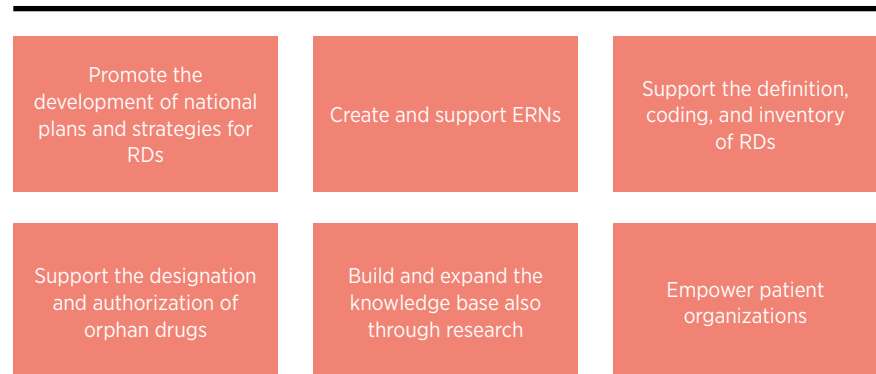 Promote the
development of national
plans and strategies for
RDs
Create and support ERNs
Support the definition,
coding, and inventory
of RDs
Support the designation
and authorization of
orphan drugs
Build and expand the
knowledge base also
through research
Empower patient
organizations